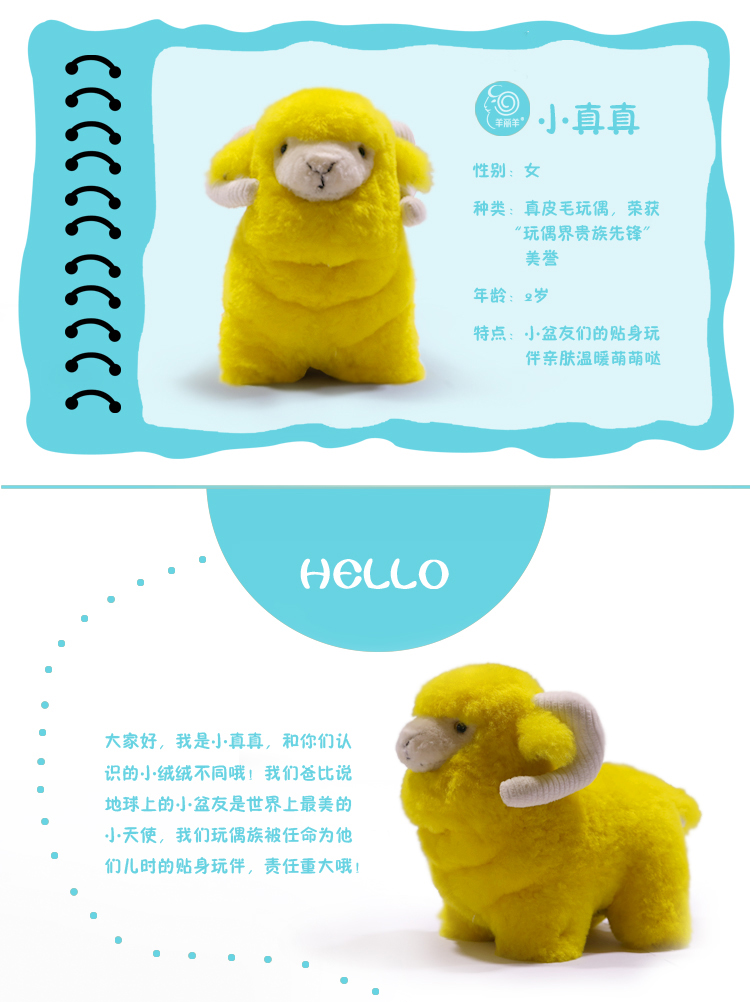 羊丽羊®
小真真
性别：女
种类：真皮毛玩偶，荣获
“玩偶界贵族先锋”
美誉
年龄：2岁
特点：小盆友们的贴身玩
伴亲肤温暖萌萌哒
HELLO
大家好，我是小真真，和你们认
识的小绒绒不同哦！我们爸比说
地球上的小盆友是世界上最美的
小天使，我们玩偶族被任命为他
们儿时的贴身玩伴，责任重大哦！